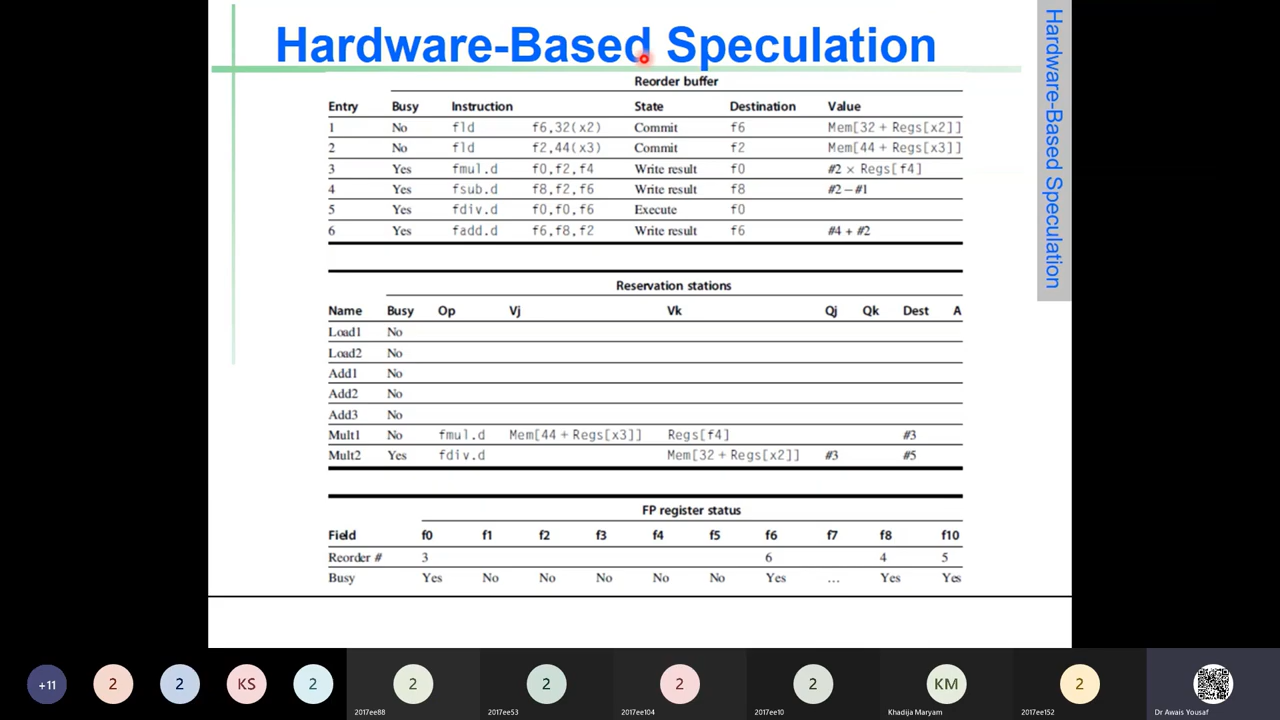 Hardware-Based Speculation
Hardware-Based Speculation
Reorder buffer
Entry Busy Instruction State Destination Value
1 No fld f6,32(x2) Commit f6 Mem[32 + Regs[x2]]
2 No fld f2,44(x3) Commit f2 Mem[44 + Regs[x3]]
3 Yes fmul.d f0,f2,f4 Write result f0 #2 × Regs[f4]
4 Yes fsub.d f8,f2,f6 Write result f8 #2 – #1
5 Yes fdiv.d f0,f0,f6 Execute f0
6 Yes fadd.d f6,f8,f2 Write result f6 #4 + #2
Reservation stations
Name Busy Op Vj Vk Qj Qk Dest A
Load1 No
Load2 No
Add1 No
Add2 No
Add3 No
Mult1 No fmul.d Mem[44 + Regs[x3]] Regs[f4] #3
Mult2 Yes fdiv.d Mem[32 + Regs[x2]] #3 #5
FP register status
Field f0 f1 f2 f3 f4 f5 f6 f7 f8 f10
Reorder # 3 6 4 5
Busy Yes No No No No No Yes ... Yes Yes
+11 2 2 KS 2 2 2 2 2 KM 2
2017ee88 2017ee53 2017ee104 2017ee10 Khadija Maryam 2017ee152 Dr Awais Yousaf